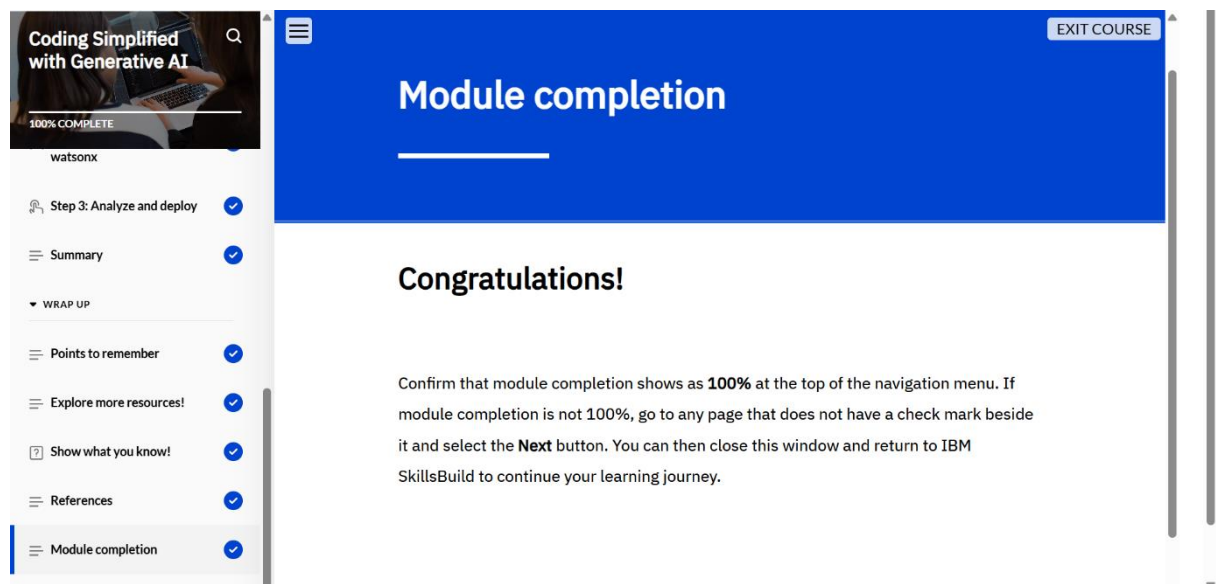 Coding Simplified
with Generative AI
100% COMPLETE
watsonx
Step 3: Analyze and deploy
Summary
WRAP UP
Points to remember
Explore more resources!
Show what you know!
References
Module completion
EXIT COURSE
Module completion
Congratulations!
Confirm that module completion shows as 100% at the top of the navigation menu. If
module completion is not 100%, go to any page that does not have a check mark beside
it and select the Next button. You can then close this window and return to IBM
SkillsBuild to continue your learning journey.